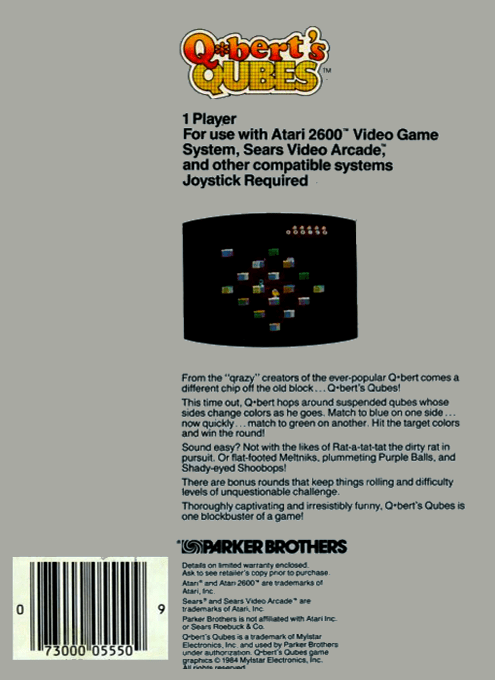 Q*bert's
QUBES™
1 Player
For use with Atari 2600™ Video Game
System, Sears Video Arcade,™
and other compatible systems
Joystick Required
From the "qrazy" creators of the ever-popular Q*bert comes a
different chip off the old block...Q*bert's Qubes!
This time out, Q*bert hops around suspended qubes whose
sides change colors as he goes. Match to blue on one side...
now quickly...match to green on another. Hit the target colors
and win the round!
Sound easy? Not with the likes of Rat-a-tat-tat the dirty rat in
pursuit. Or flat-footed Meltniks, plummeting Purple Balls, and
Shady-eyed Shoobops!
There are bonus rounds that keep things rolling and difficulty
levels of unquestionable challenge.
Thoroughly captivating and irresistibly funny, Q*bert's Qubes is
one blockbuster of a game!
PARKER BROTHERS
Details on limited warranty enclosed.
Ask to see retailer's copy prior to purchase.
Atari® and Atari 2600™ are trademarks of
Atari, Inc.
Sears® and Sears Video Arcade™ are
trademarks of Atari, Inc.
Parker Brothers is not affiliated with Atari Inc.
or Sears Roebuck & Co.
Q*bert's Qubes is a trademark of Mylstar
Electronics, Inc. and used by Parker Brothers
under authorization. Q*bert's Qubes game
graphics © 1984 Mylstar Electronics, Inc.
All rights reserved
0 73000 05550 9